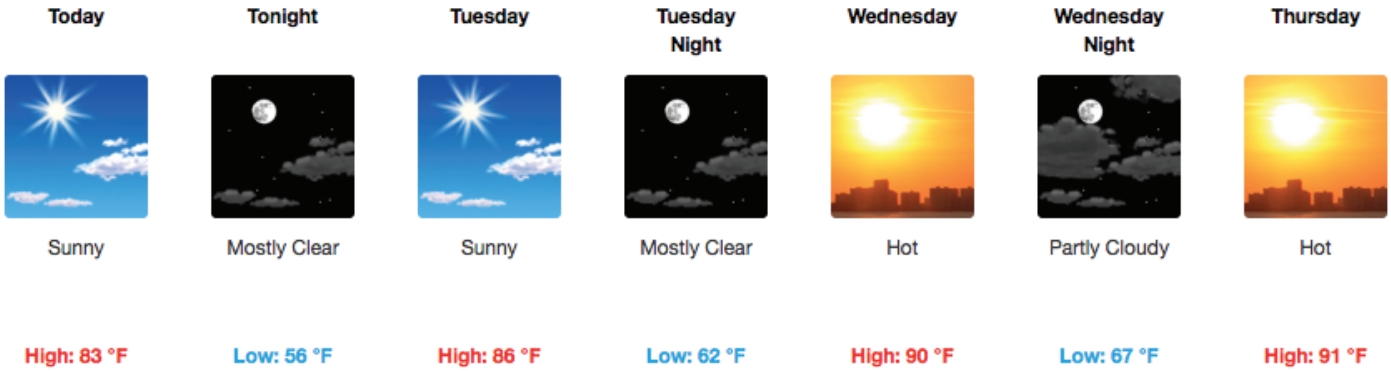 Today
Tonight
Tuesday
Tuesday
Night
Wednesday
Wednesday
Night
Thursday
Sunny
Mostly Clear
Sunny
Mostly Clear
Hot
Partly Cloudy
Hot
High: 83 °F
Low: 56 °F
High: 86 °F
Low: 62 °F
High: 90 °F
Low: 67 °F
High: 91 °F